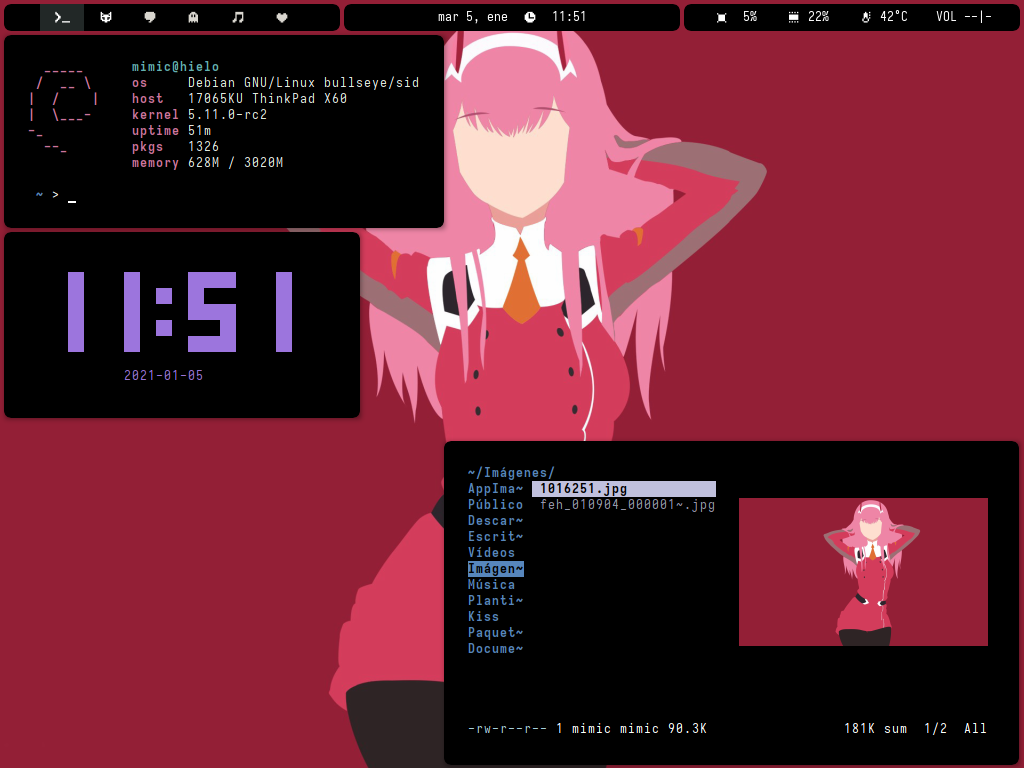 mar 5, ene 11:51
5% 22% 42°C VOL --|-
mimic@hielo
os Debian GNU/Linux bullseye/sid
host 17065KU ThinkPad X60
kernel 5.11.0-rc2
uptime 51m
pkgs 1326
memory 628M / 3020M
~ > _
11:51
2021-01-05
~/Imágenes/
AppIma~ 1016251.jpg
Público feh_010904_000001~.jpg
Descar~
Escrit~
Vídeos
Imágen~
Música
Planti~
Kiss
Paquet~
Docume~
-rw-r--r-- 1 mimic mimic 90.3K 181K sum 1/2 All